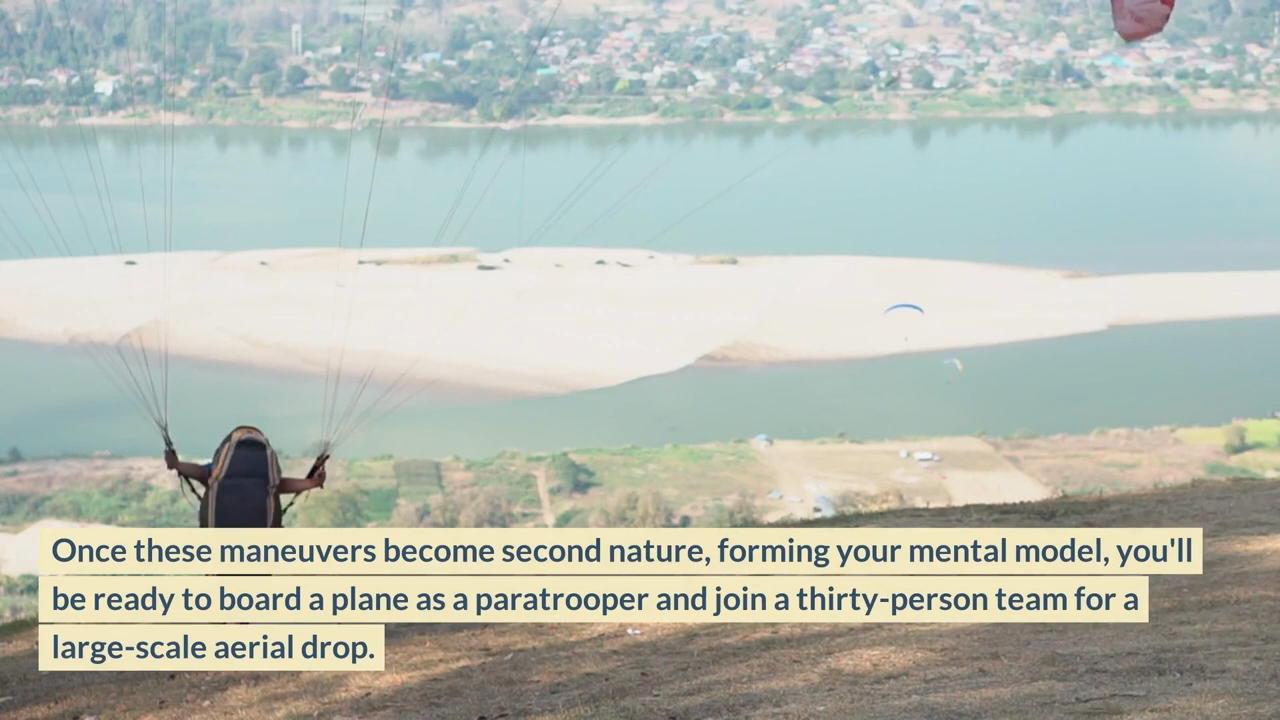 Once these maneuvers become second nature, forming your mental model, you'll
be ready to board a plane as a paratrooper and join a thirty-person team for a
large-scale aerial drop.